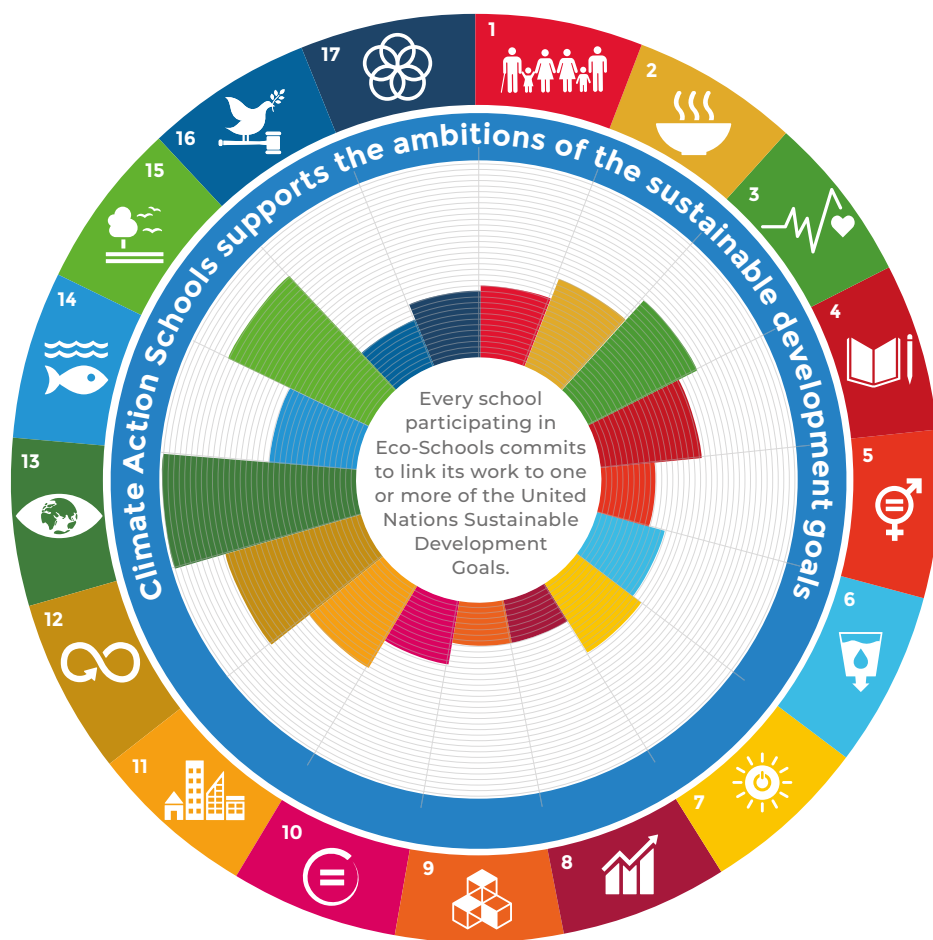 1
2
3
4
5
6
7
8
9
10
11
12
13
14
15
16
17
Climate Action Schools supports the ambitions of the sustainable development goals
Every school
participating in
Eco-Schools commits
to link its work to one
or more of the United
Nations Sustainable
Development
Goals.